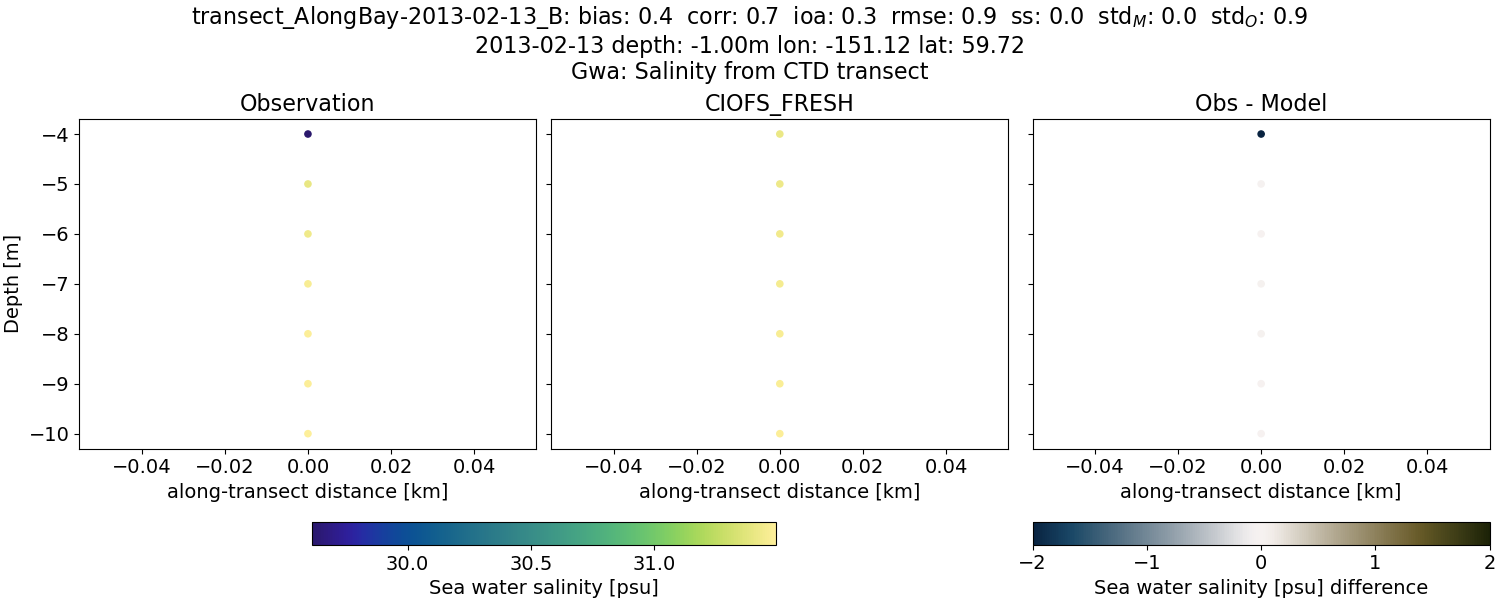 transect_AlongBay-2013-02-13_B: bias: 0.4 corr: 0.7 ioa: 0.3 rmse: 0.9 ss: 0.0 std_M: 0.0 std_O: 0.9
2013-02-13 depth: -1.00m lon: -151.12 lat: 59.72
Gwa: Salinity from CTD transect
Observation
CIOFS_FRESH
Obs - Model
Depth [m]
−4
−5
−6
−7
−8
−9
−10
−0.04 −0.02 0.00 0.02 0.04
−0.04 −0.02 0.00 0.02 0.04
−0.04 −0.02 0.00 0.02 0.04
along-transect distance [km]
along-transect distance [km]
along-transect distance [km]
30.0 30.5 31.0
Sea water salinity [psu]
−2 −1 0 1 2
Sea water salinity [psu] difference